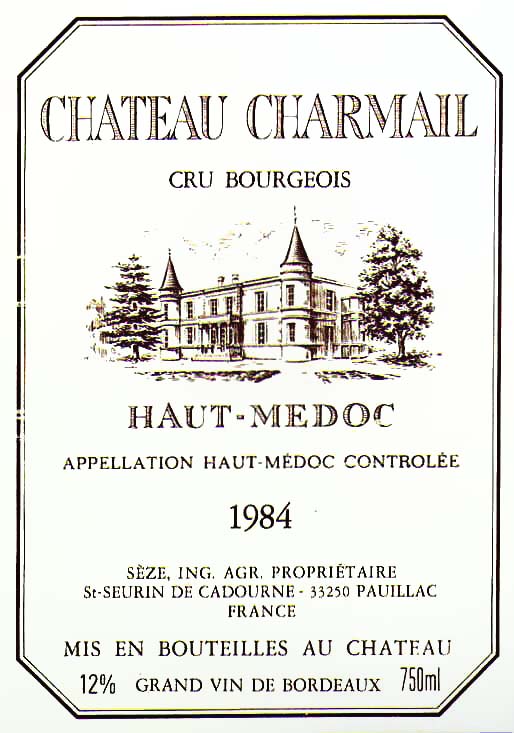 CHATEAU CHARMAIL
CRU BOURGEOIS
HAUT-MEDOC
APPELLATION HAUT-MÉDOC CONTROLÉE
1984
SÈZE, ING. AGR. PROPRIÉTAIRE
St-SEURIN DE CADOURNE - 33250 PAUILLAC
FRANCE
MIS EN BOUTEILLES AU CHATEAU
12% GRAND VIN DE BORDEAUX 750ml